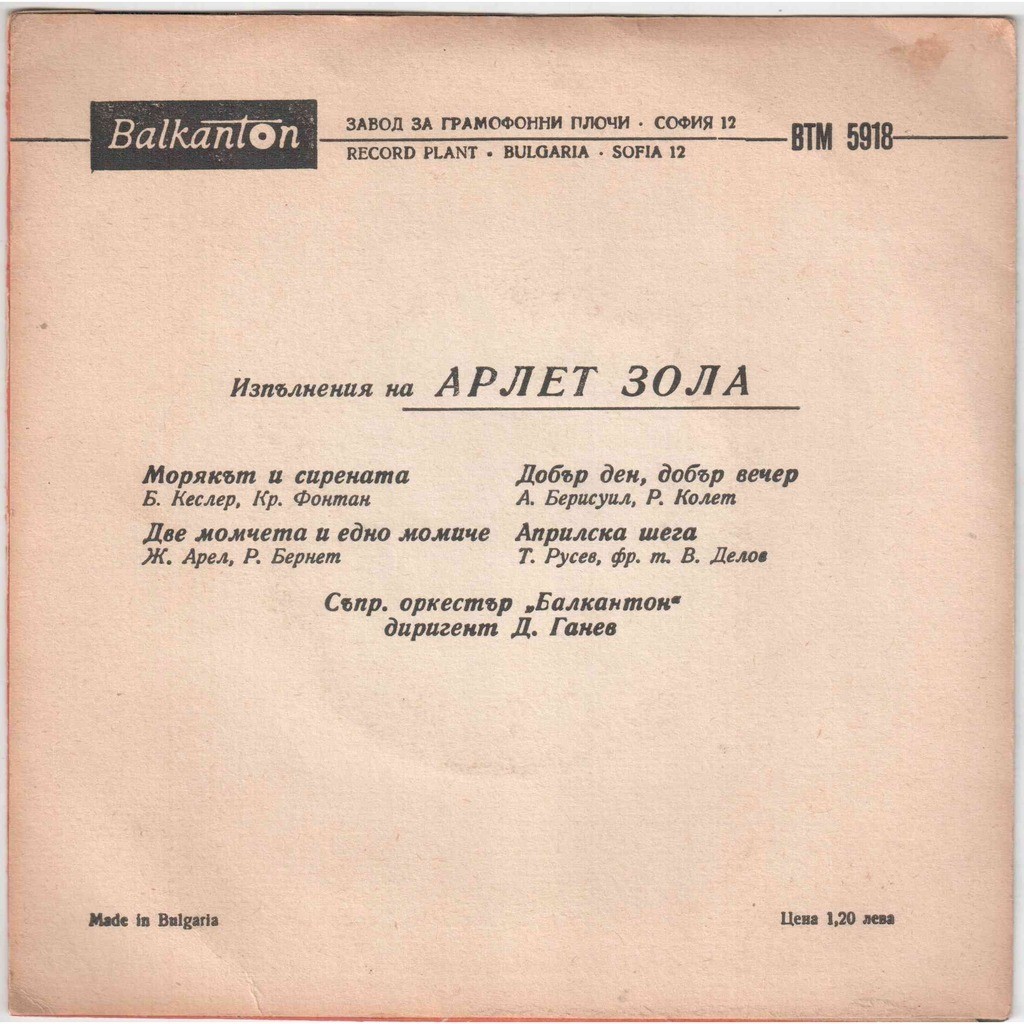 Balkanton
ЗАВОД ЗА ГРАМОФОННИ ПЛОЧИ · СОФИЯ 12
RECORD PLANT · BULGARIA · SOFIA 12
ВТМ 5918
Изпълнения на АРЛЕТ ЗОЛА
Морякът и сирената
Б. Кеслер, Кр. Фонтан
Две момчета и едно момиче
Ж. Арел, Р. Бернет
Добър ден, добър вечер
А. Берисуил, Р. Колет
Априлска шега
Т. Русев, фр. т. В. Делов
Съпр. оркестър „Балкантон“
диригент Д. Ганев
Made in Bulgaria
Цена 1,20 лева